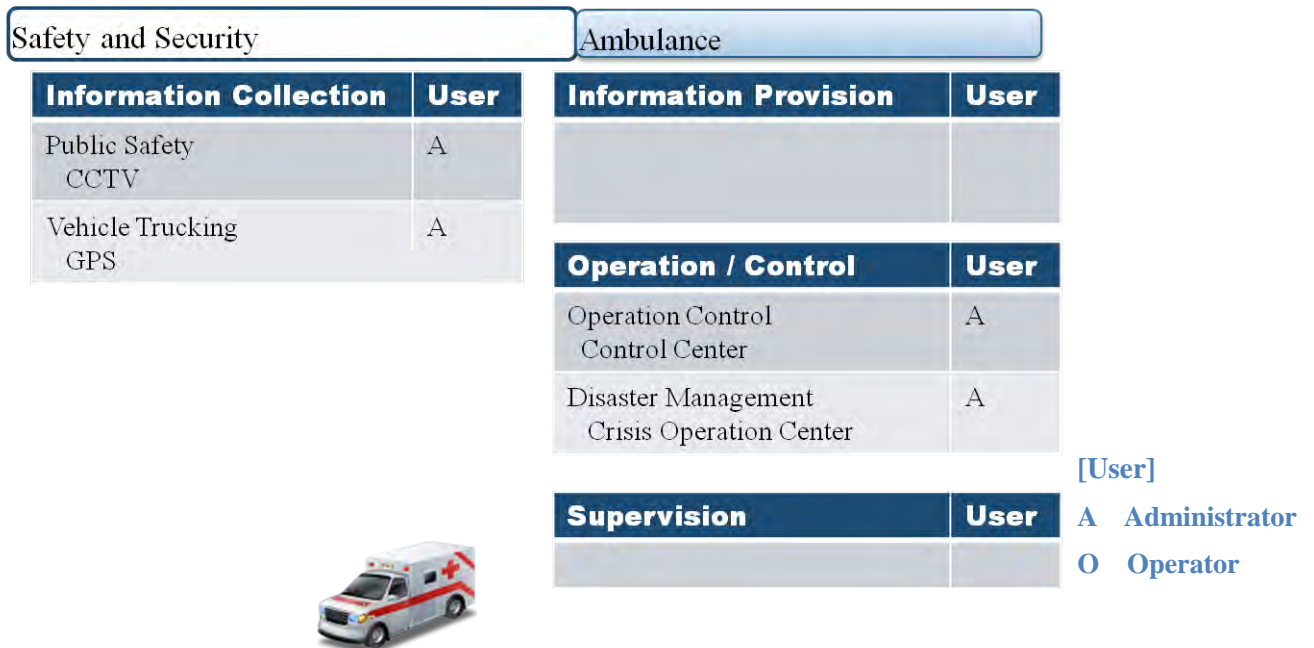 Safety and Security
Ambulance
Information Collection User
Public Safety A
CCTV
Vehicle Trucking A
GPS
Information Provision User
Operation / Control User
Operation Control A
Control Center
Disaster Management A
Crisis Operation Center
Supervision User
[User]
A Administrator
O Operator